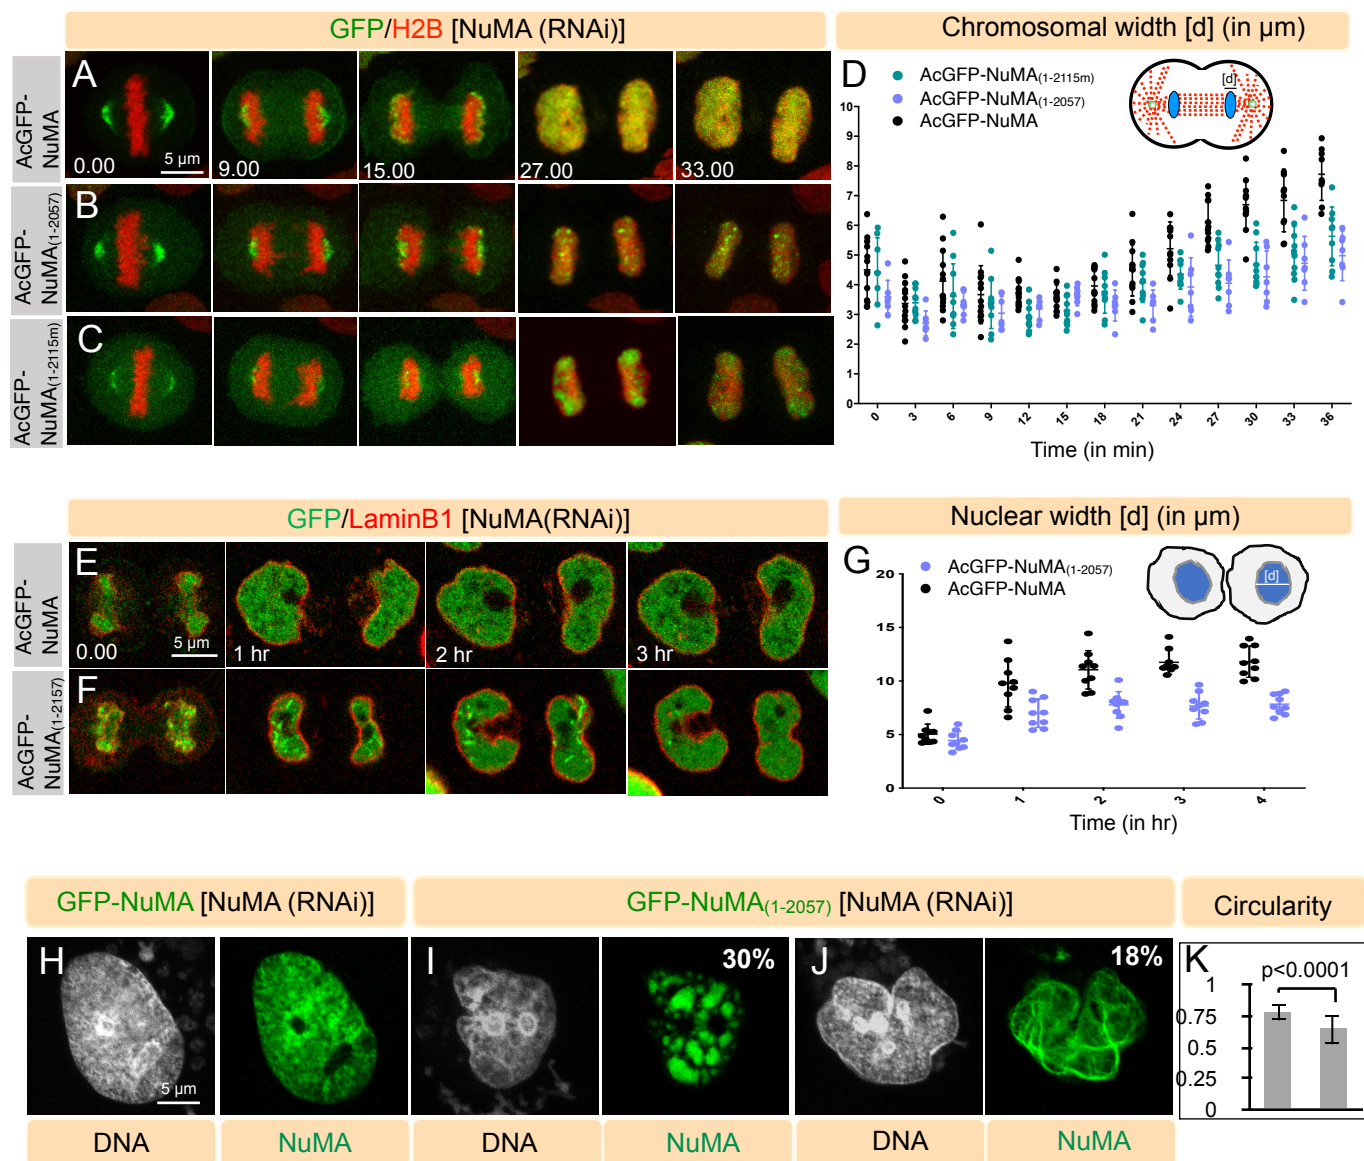 GFP/H2B [NuMA (RNAi)]
Chromosomal width [d] (in µm)
AcGFP-
NuMA
A
0.00
5 µm
9.00
15.00
27.00
33.00
AcGFP-
NuMA(1-2057)
B
AcGFP-
NuMA(1-2115m)
C
D
AcGFP-NuMA(1-2115m)
AcGFP-NuMA(1-2057)
AcGFP-NuMA
[d]
10
9
8
7
6
5
4
3
2
1
0
0
3
6
9
12
15
18
21
24
27
30
33
36
Time (in min)
GFP/LaminB1 [NuMA(RNAi)]
Nuclear width [d] (in µm)
AcGFP-
NuMA
E
0.00
5 µm
1 hr
2 hr
3 hr
AcGFP-
NuMA(1-2157)
F
G
AcGFP-NuMA(1-2057)
AcGFP-NuMA
[d]
20
15
10
5
0
0
1
2
3
4
Time (in hr)
GFP-NuMA [NuMA (RNAi)]
GFP-NuMA(1-2057) [NuMA (RNAi)]
Circularity
H
5 µm
I
30%
J
18%
K
p<0.0001
1
0.75
0.5
0.25
0
DNA
NuMA
DNA
NuMA
DNA
NuMA